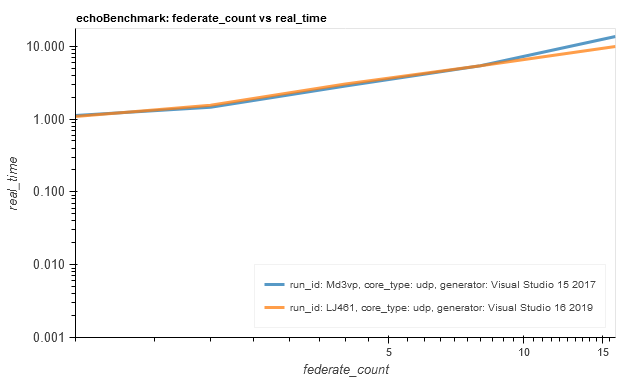 echoBenchmark: federate_count vs real_time
10.000
1.000
0.100
0.010
0.001
real_time
run_id: Md3vp, core_type: udp, generator: Visual Studio 15 2017
run_id: LJ461, core_type: udp, generator: Visual Studio 16 2019
5
10
15
federate_count